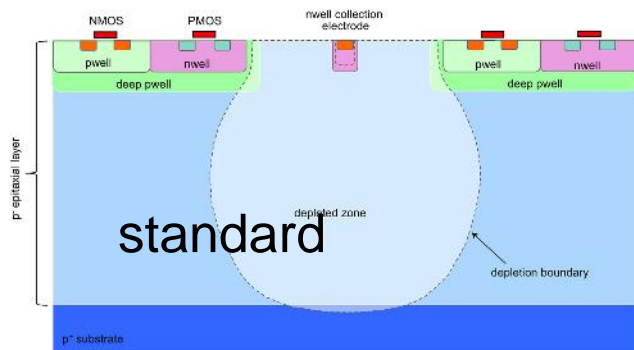 NMOS
PMOS
nwell collection
electrode
pwell
nwell
deep pwell
pwell
nwell
deep pwell
p⁻ epitaxial layer
depleted zone
standard
depletion boundary
p⁺ substrate